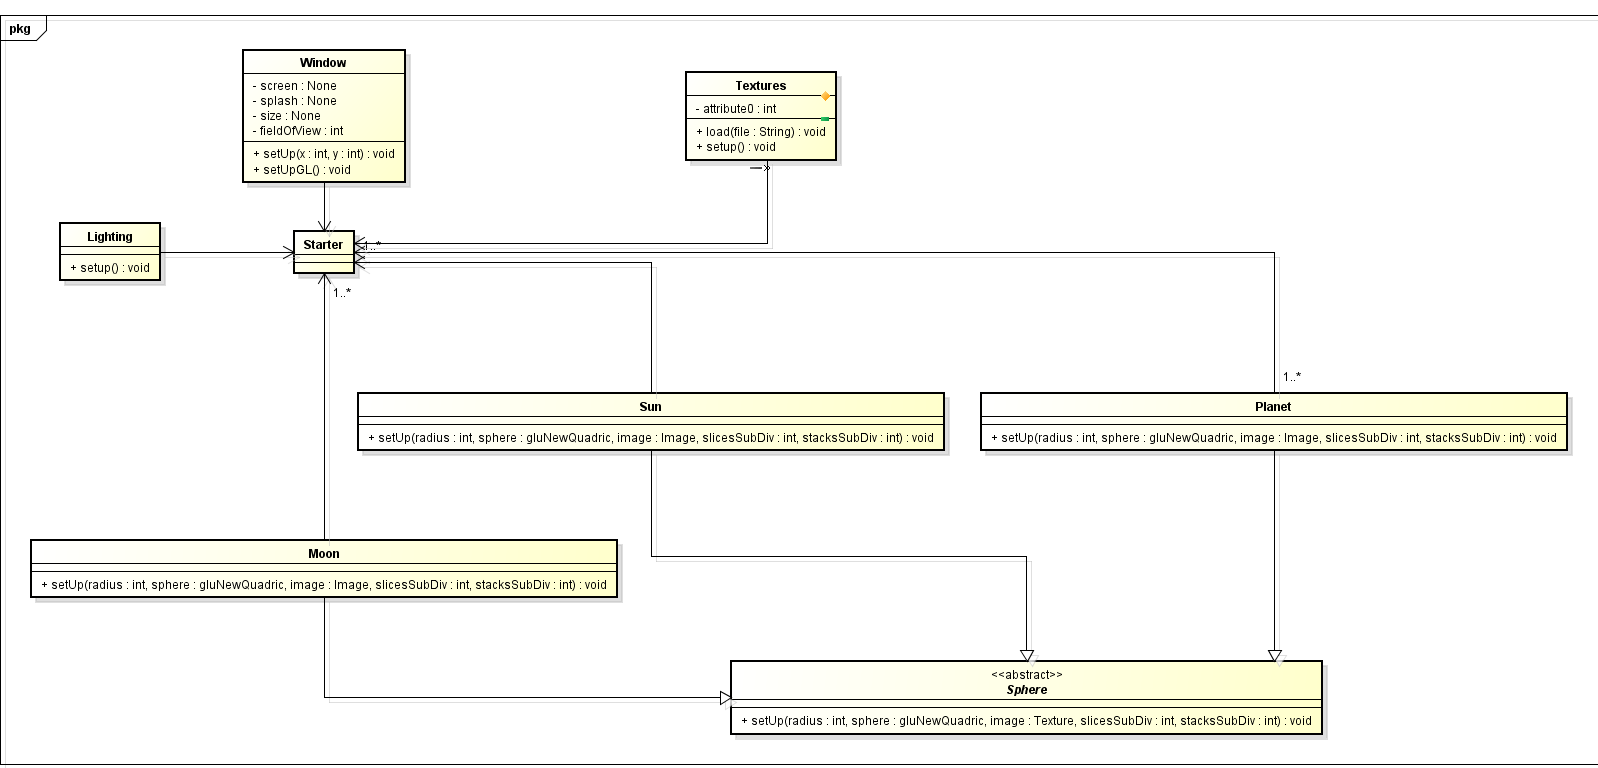 pkg
Window
- screen : None
- splash : None
- size : None
- fieldOfView : int
+ setUp(x : int, y : int) : void
+ setUpGL() : void
Textures
- attribute0 : int
+ load(file : String) : void
+ setup() : void
Lighting
+ setup() : void
Starter
1..*
1..*
1..*
Sun
+ setUp(radius : int, sphere : gluNewQuadric, image : Image, slicesSubDiv : int, stacksSubDiv : int) : void
Planet
+ setUp(radius : int, sphere : gluNewQuadric, image : Image, slicesSubDiv : int, stacksSubDiv : int) : void
Moon
+ setUp(radius : int, sphere : gluNewQuadric, image : Image, slicesSubDiv : int, stacksSubDiv : int) : void
<<abstract>>
Sphere
+ setUp(radius : int, sphere : gluNewQuadric, image : Texture, slicesSubDiv : int, stacksSubDiv : int) : void